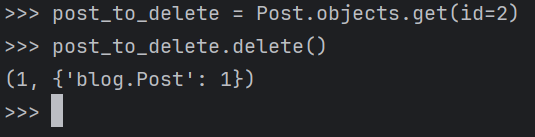 >>> post_to_delete = Post.objects.get(id=2)
>>> post_to_delete.delete()
(1, {'blog.Post': 1})
>>>